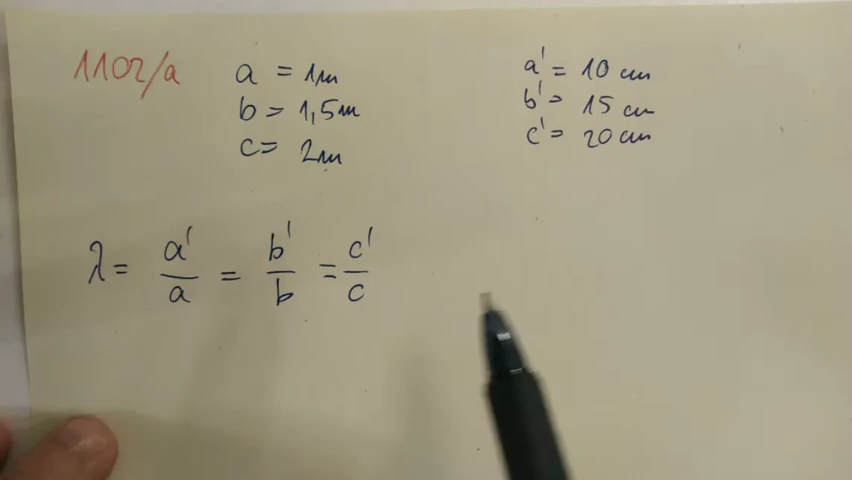 1102/a a = 1m a' = 10 cm
b = 1,5m b' = 15 cm
c = 2m c' = 20 cm
λ = a'/a = b'/b = c'/c